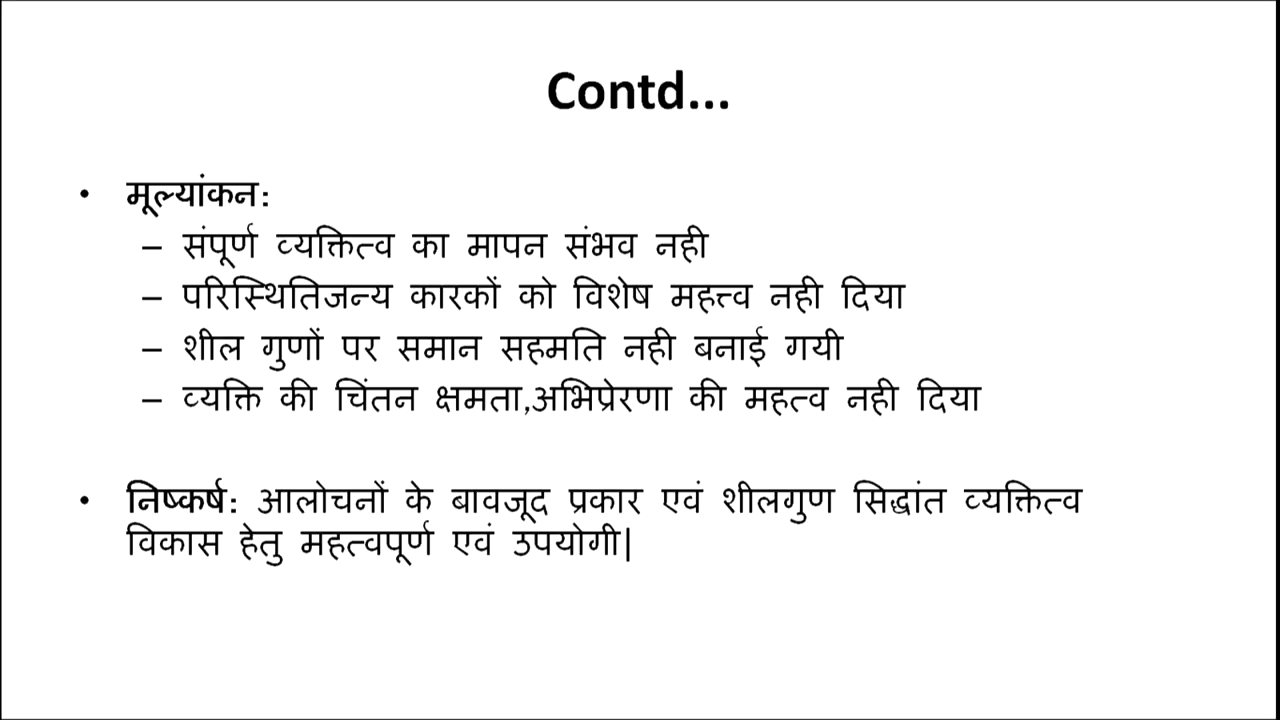 Contd...
• मूल्यांकन:
– संपूर्ण व्यक्तित्व का मापन संभव नही
– परिस्थितिजन्य कारकों को विशेष महत्त्व नही दिया
– शील गुणों पर समान सहमति नही बनाई गयी
– व्यक्ति की चिंतन क्षमता,अभिप्रेरणा की महत्व नही दिया
• निष्कर्ष: आलोचनों के बावजूद प्रकार एवं शीलगुण सिद्धांत व्यक्तित्व
विकास हेतु महत्वपूर्ण एवं उपयोगी|